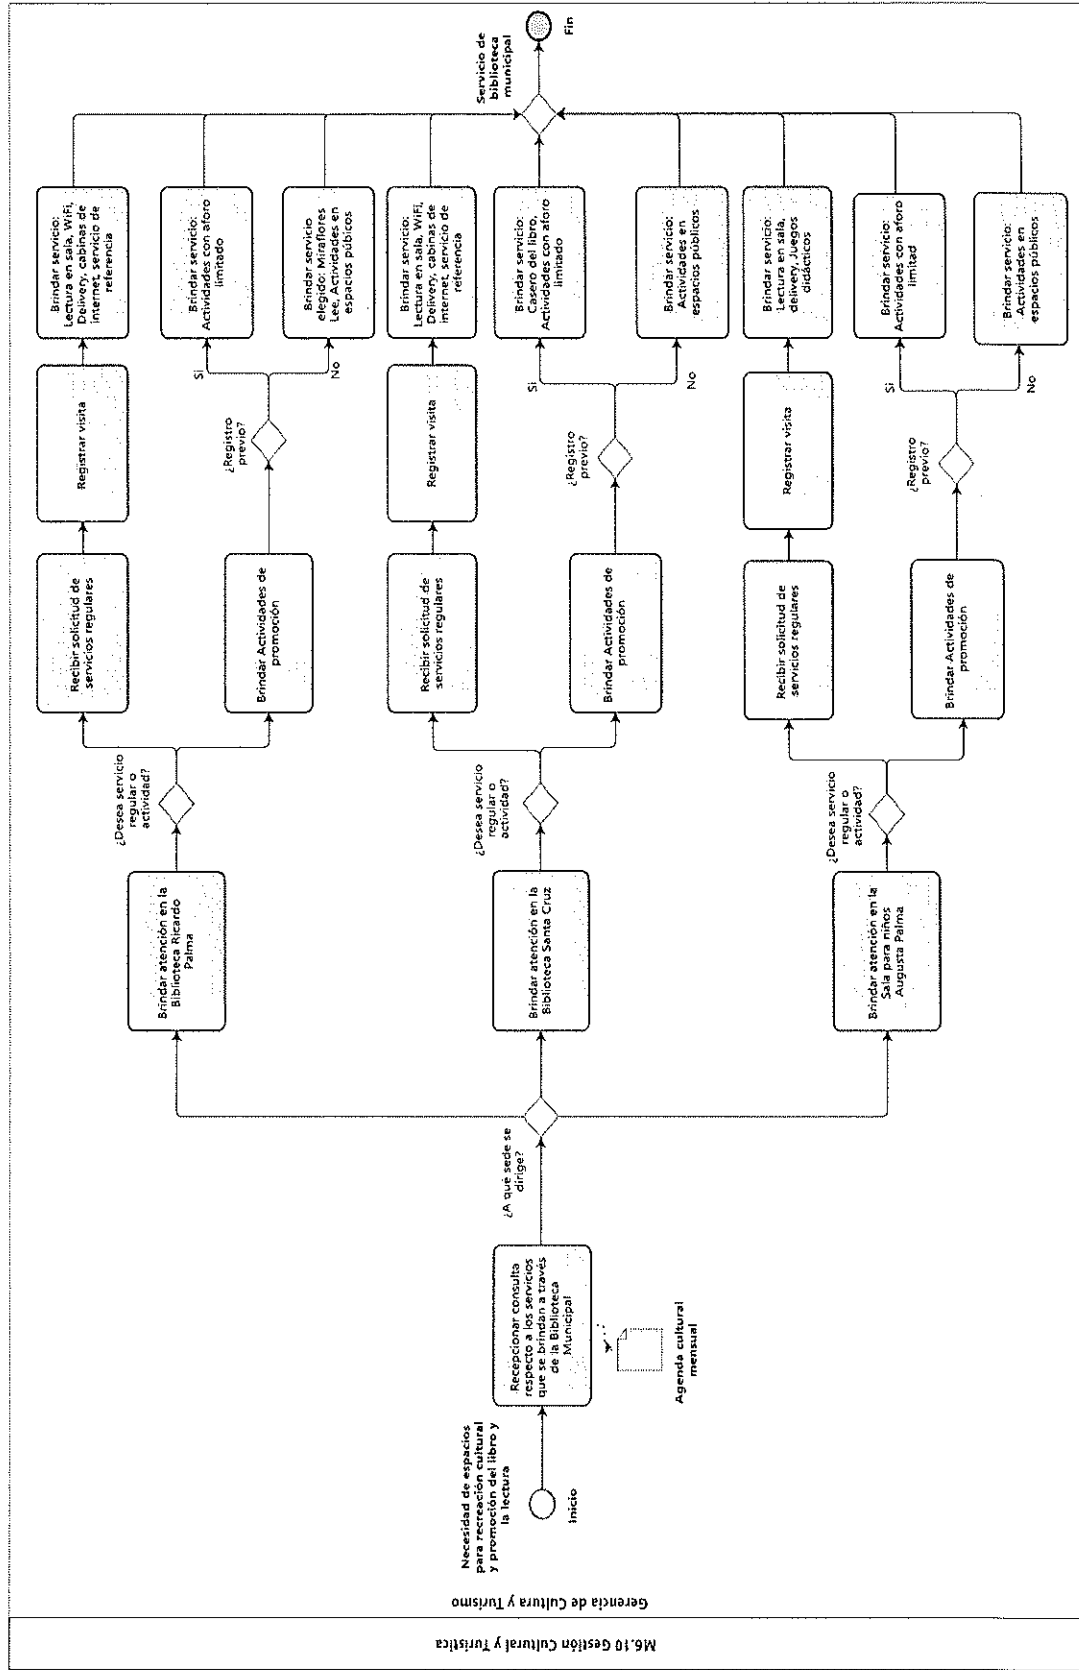 M6.10 Gestión Cultural y Turística
Gerencia de Cultura y Turismo
Necesidad de espacios
para recreación cultural
y promoción del libro y
la lectura
Inicio
Recepcionar consulta
respecto a los servicios
que se brindan a través
de la Biblioteca
Municipal
Agenda cultural
mensual
¿A qué sede se
dirige?
Brindar atención en la
Biblioteca Ricardo
Palma
¿Desea servicio
regular o
actividad?
Recibir solicitud de
servicios regulares
Registrar visita
Brindar servicio:
Lectura en sala, WiFi,
Delivery, cabinas de
internet, servicio de
referencia
Brindar Actividades de
promoción
¿Registro
previo?
Si
Brindar servicio:
Actividades con aforo
limitado
No
Brindar servicio
elegido: Miraflores
Lee, Actividades en
espacios púbicos
Brindar atención en la
Biblioteca Santa Cruz
¿Desea servicio
regular o
actividad?
Recibir solicitud de
servicios regulares
Registrar visita
Brindar servicio:
Lectura en sala, WiFi,
Delivery, cabinas de
internet, servicio de
referencia
Brindar Actividades de
promoción
¿Registro
previo?
Si
Brindar servicio:
Casero del libro,
Actividades con aforo
limitado
No
Brindar servicio:
Actividades en
espacios públicos
Brindar atención en la
Sala para niños
Augusta Palma
¿Desea servicio
regular o
actividad?
Recibir solicitud de
servicios regulares
Registrar visita
Brindar servicio:
Lectura en sala,
delivery, Juegos
didácticos
Brindar Actividades de
promoción
¿Registro
previo?
Si
Brindar servicio:
Actividades con aforo
limitad
No
Brindar servicio:
Actividades en
espacios públicos
Servicio de
biblioteca
municipal
Fin